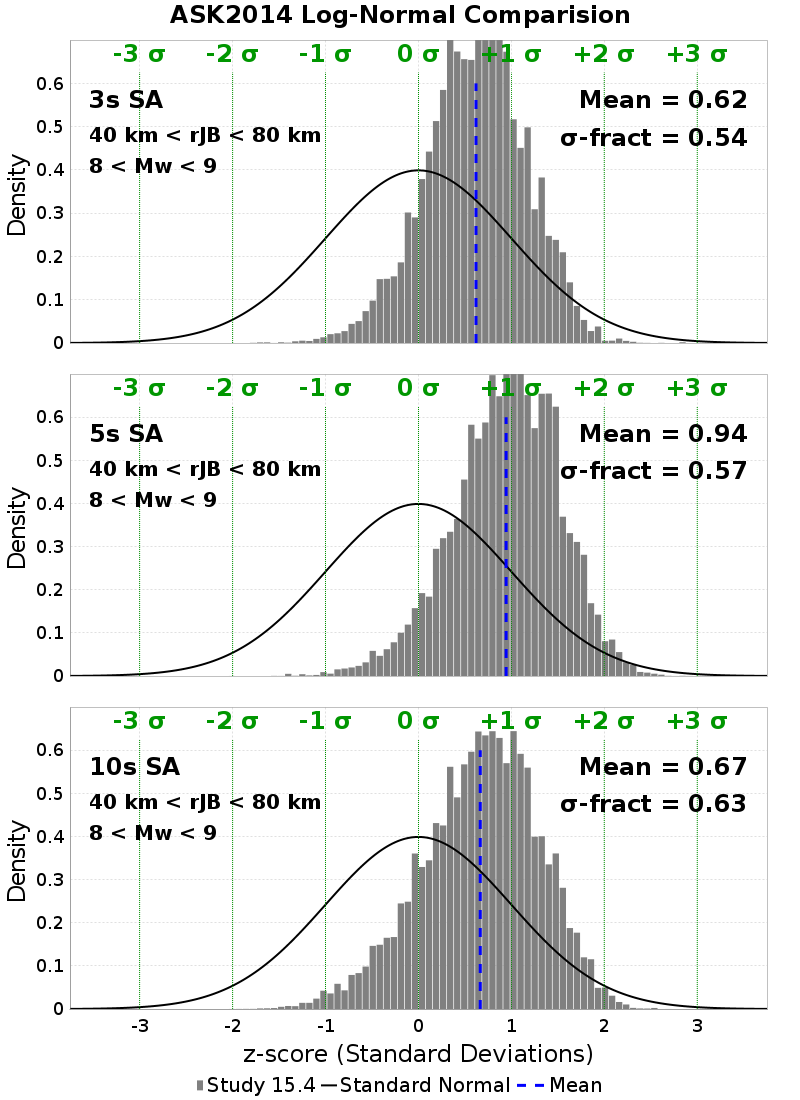 ASK2014 Log-Normal Comparision
-3 σ -2 σ -1 σ 0 σ +1 σ +2 σ +3 σ
3s SA
40 km < rJB < 80 km
8 < Mw < 9
Mean = 0.62
σ-fract = 0.54
Density
0.6
0.5
0.4
0.3
0.2
0.1
0
-3 σ -2 σ -1 σ 0 σ +1 σ +2 σ +3 σ
5s SA
40 km < rJB < 80 km
8 < Mw < 9
Mean = 0.94
σ-fract = 0.57
Density
0.6
0.5
0.4
0.3
0.2
0.1
0
-3 σ -2 σ -1 σ 0 σ +1 σ +2 σ +3 σ
10s SA
40 km < rJB < 80 km
8 < Mw < 9
Mean = 0.67
σ-fract = 0.63
Density
0.6
0.5
0.4
0.3
0.2
0.1
0
-3 -2 -1 0 1 2 3
z-score (Standard Deviations)
Study 15.4 Standard Normal Mean